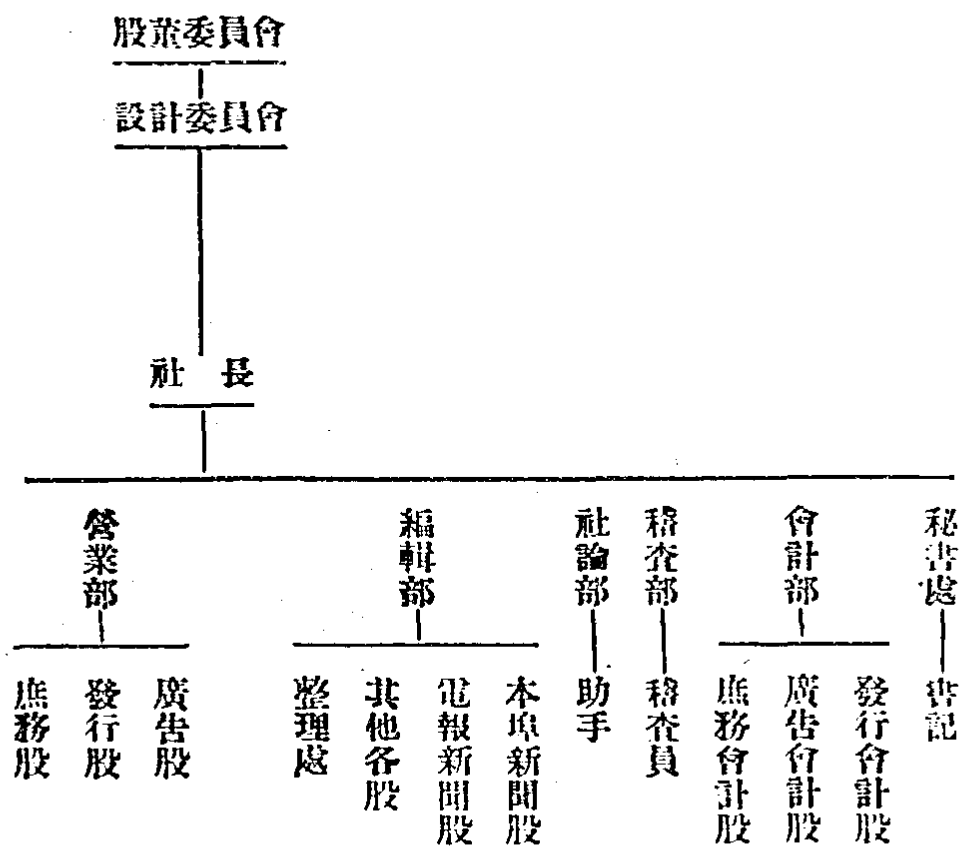 股業委員會
設計委員會
社長
秘書處
會計部
稽查部
社論部
編輯部
營業部
書記
發行會計股
廣告會計股
庶務會計股
稽查員
助手
本埠新聞股
電報新聞股
其他各股
整理處
廣告股
發行股
庶務股